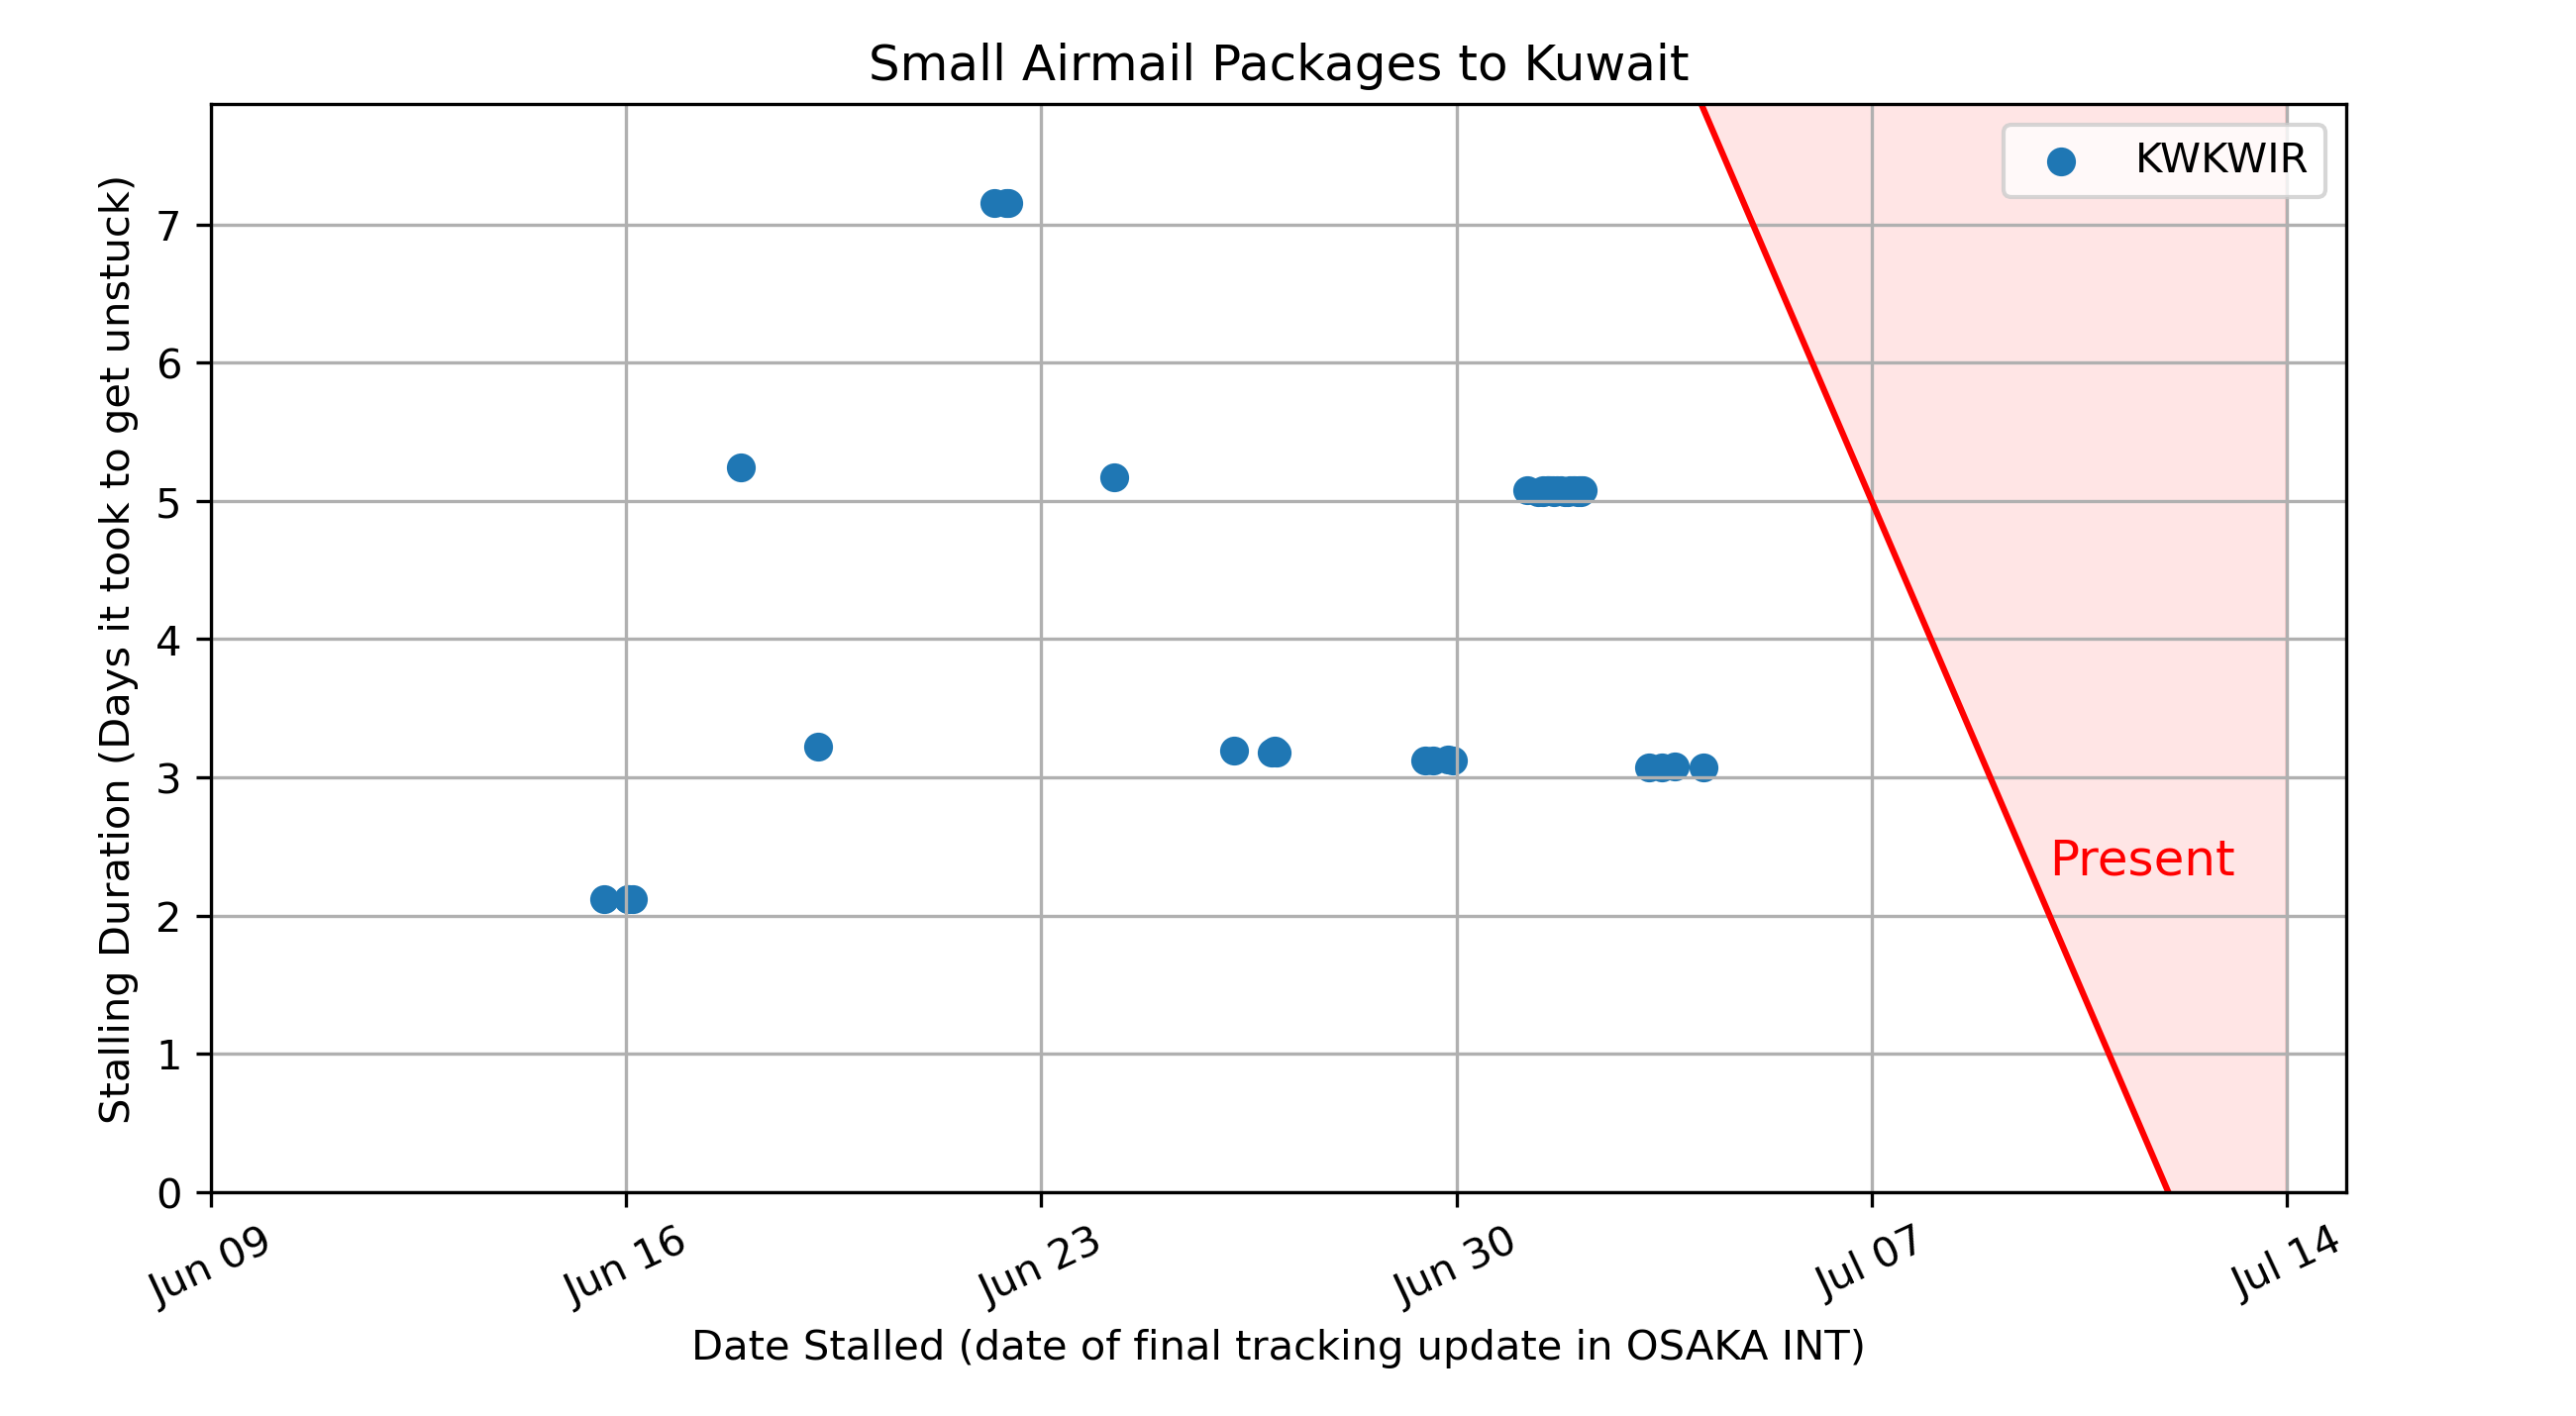 Small Airmail Packages to Kuwait
KWKWIR
Stalling Duration (Days it took to get unstuck)
7
6
5
4
3
2
1
0
Present
Jun 09
Jun 16
Jun 23
Jun 30
Jul 07
Jul 14
Date Stalled (date of final tracking update in OSAKA INT)